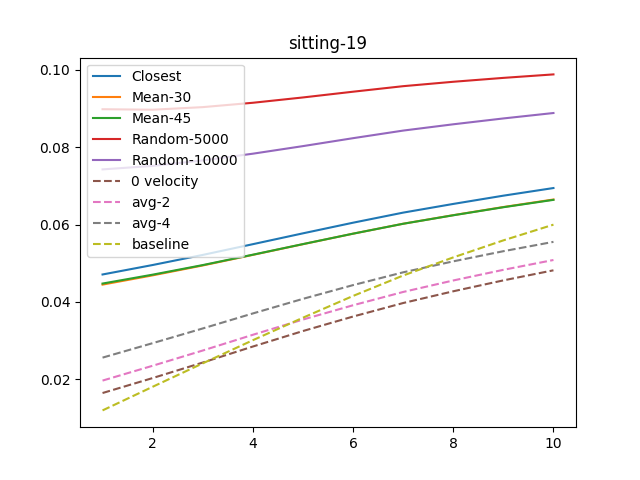 sitting-19
0.10
0.08
0.06
0.04
0.02
Closest
Mean-30
Mean-45
Random-5000
Random-10000
0 velocity
avg-2
avg-4
baseline
2 4 6 8 10